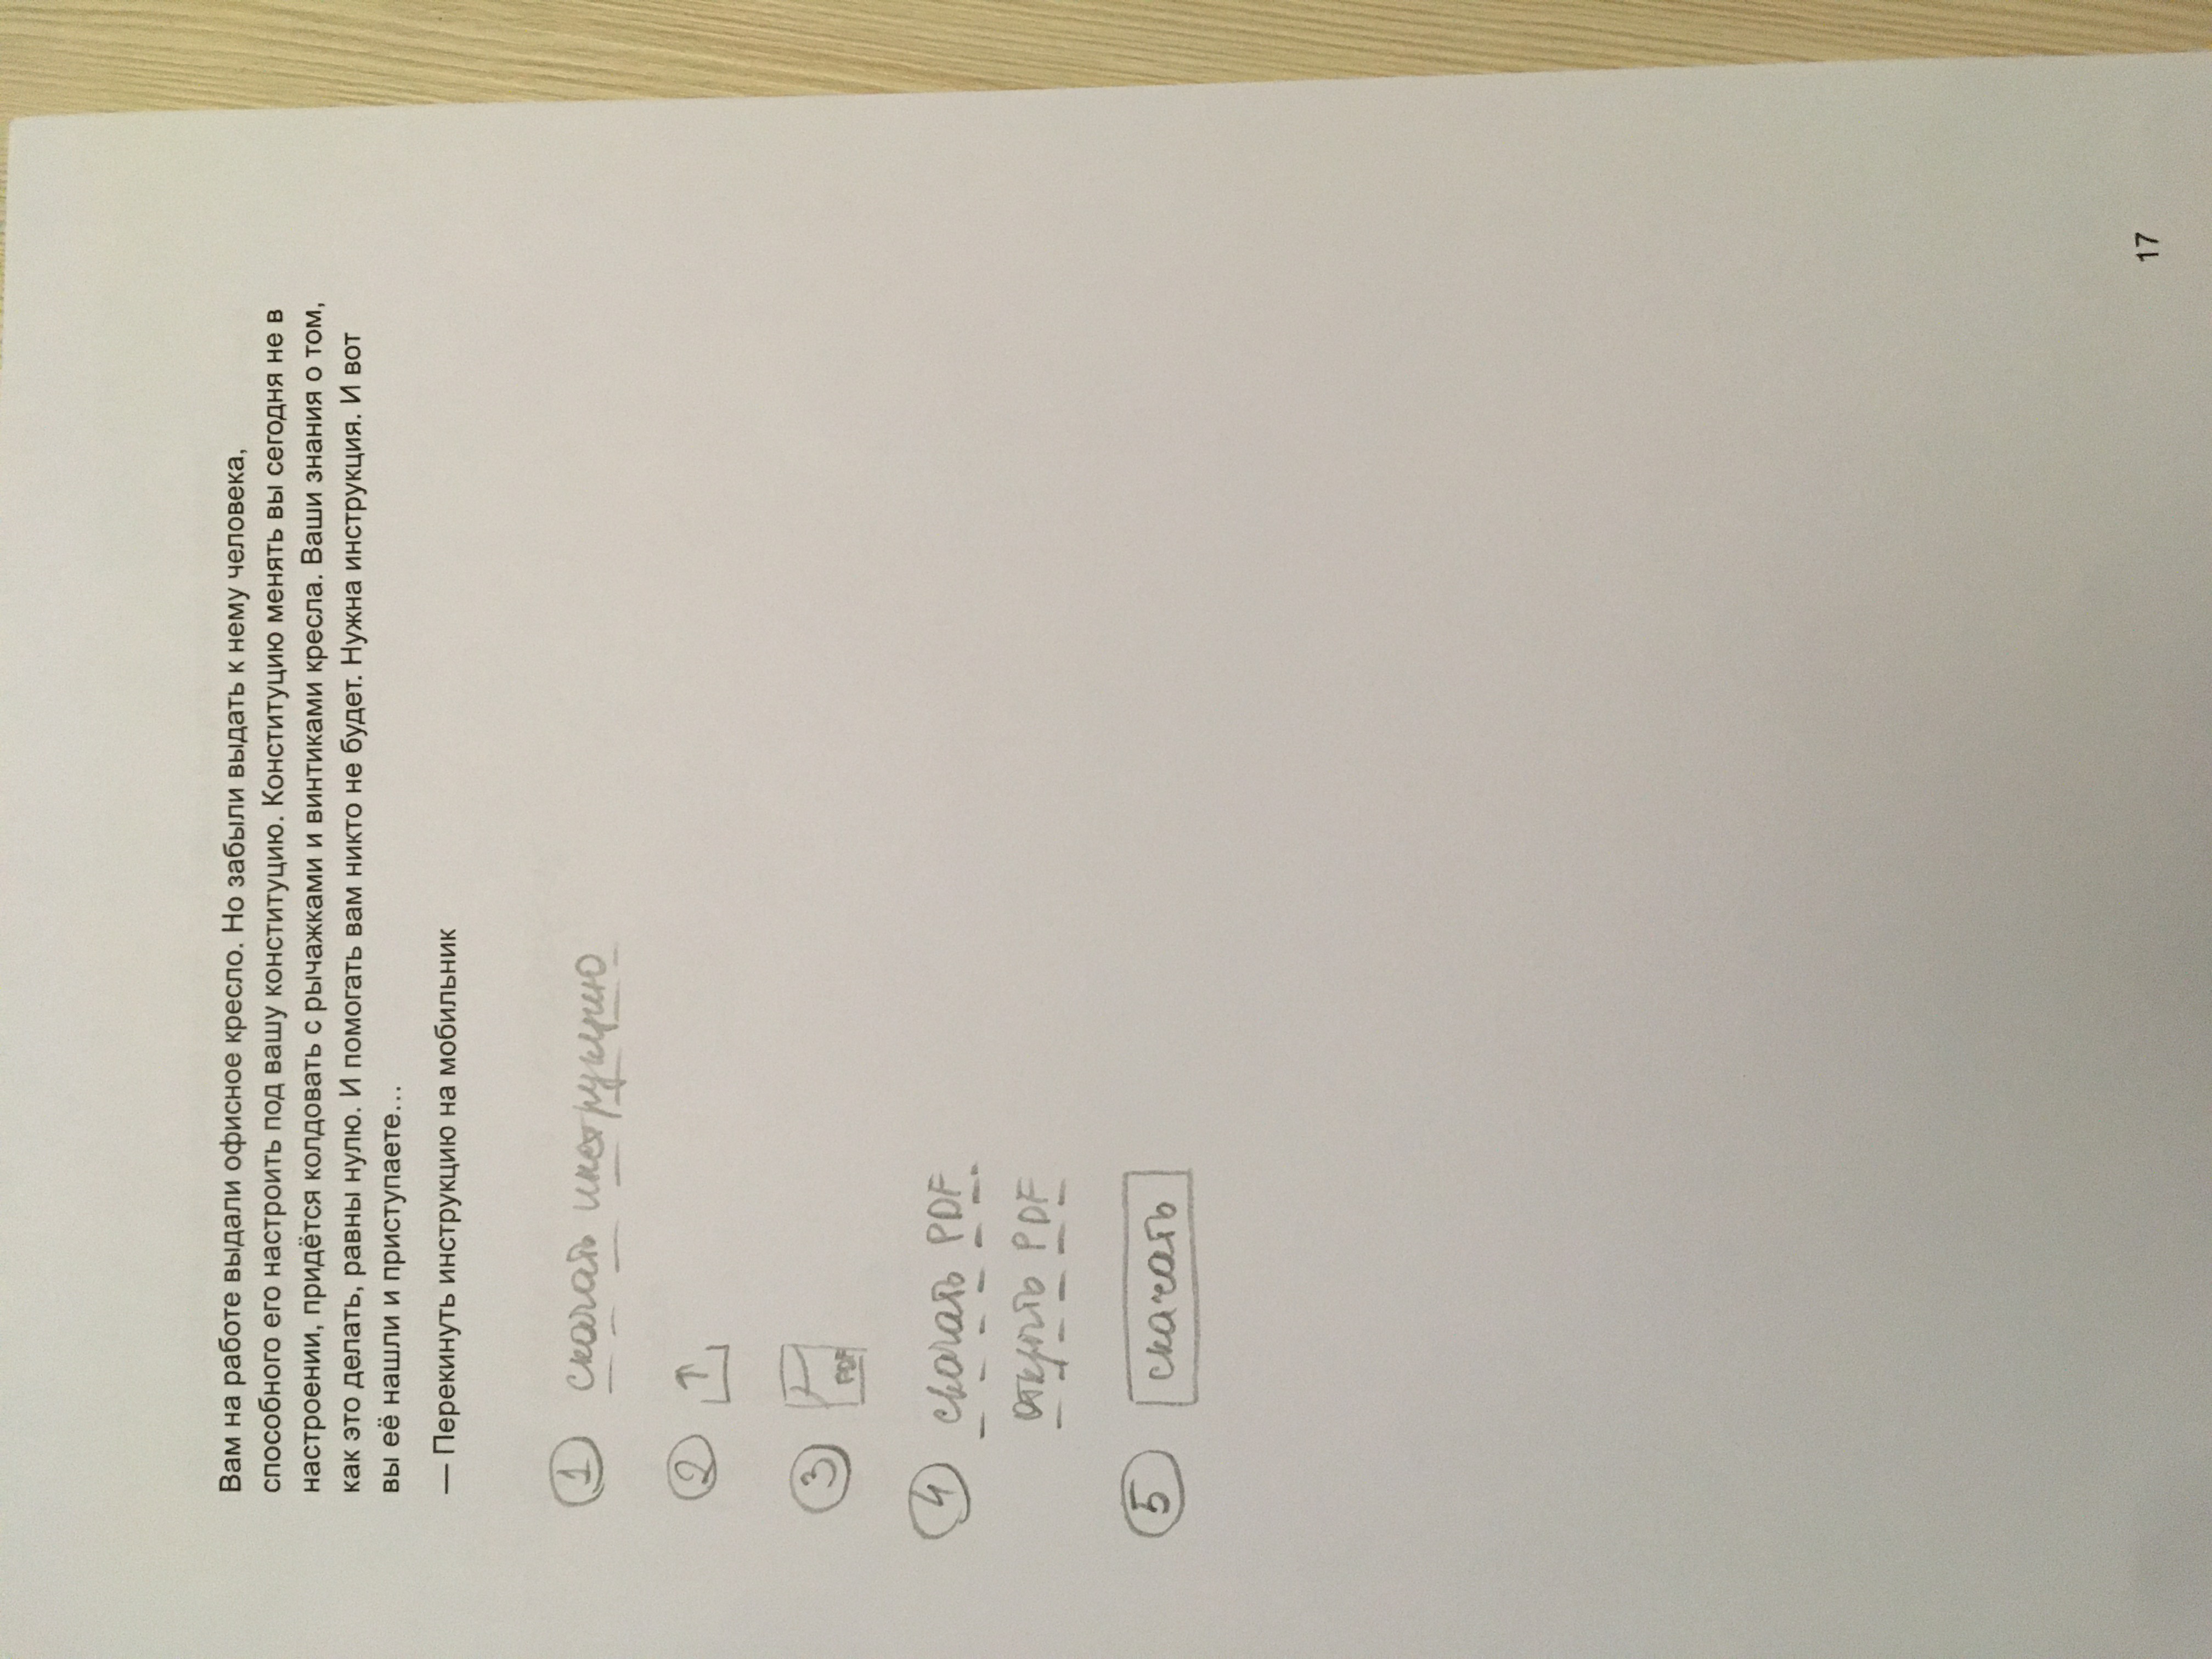 Вам на работе выдали офисное кресло. Но забыли выдать к нему человека,
способного его настроить под вашу конституцию. Конституцию менять вы сегодня не в
настроении, придётся колдовать с рычажками и винтиками кресла. Ваши знания о том,
как это делать, равны нулю. И помогать вам никто не будет. Нужна инструкция. И вот
вы её нашли и приступаете…
— Перекинуть инструкцию на мобильник
1 скачать инструкцию
2
3 PDF
4 скачать PDF
открыть PDF
5 скачать
17